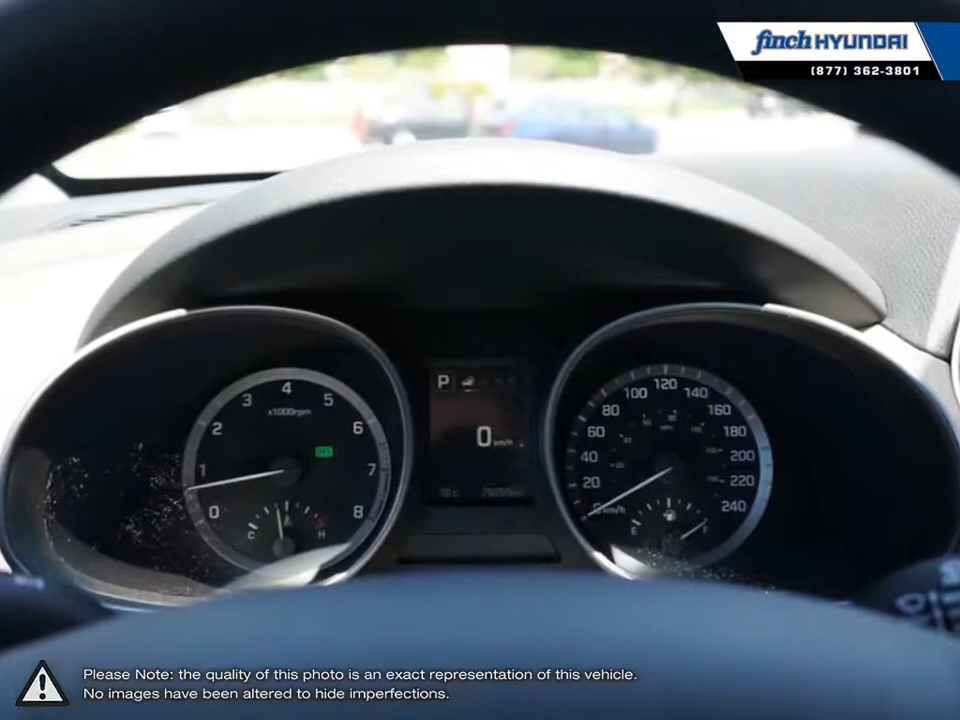 finch HYUNDAI
(877) 362-3801
P
0 km/h
0 1 2 3 4 5 6 7 8
x1000rpm
C H
0 20 40 60 80 100 120 140 160 180 200 220 240
km/h
Please Note: the quality of this photo is an exact representation of this vehicle.
No images have been altered to hide imperfections.